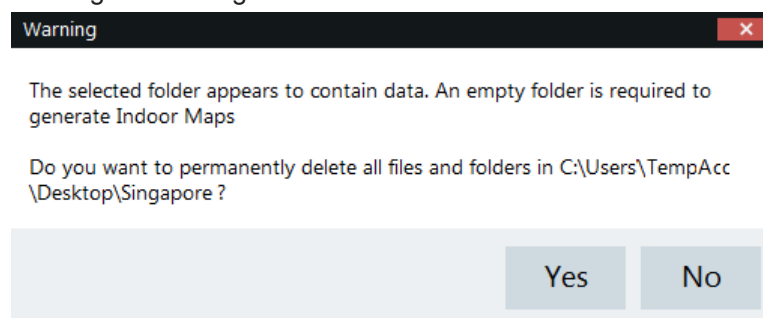 Warning
The selected folder appears to contain data. An empty folder is required to
generate Indoor Maps
Do you want to permanently delete all files and folders in C:\Users\TempAcc
\Desktop\Singapore ?
Yes No